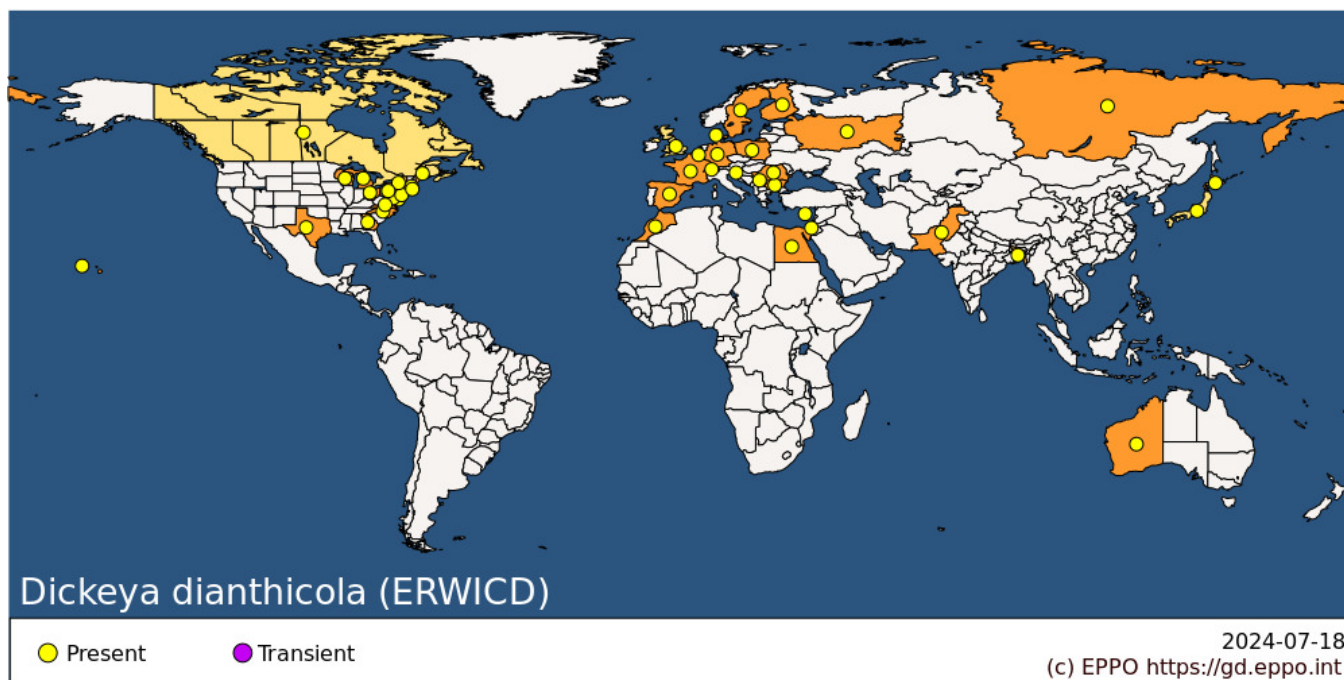 Dickeya dianthicola (ERWICD)
Present
Transient
2024-07-18
(c) EPPO https://gd.eppo.int